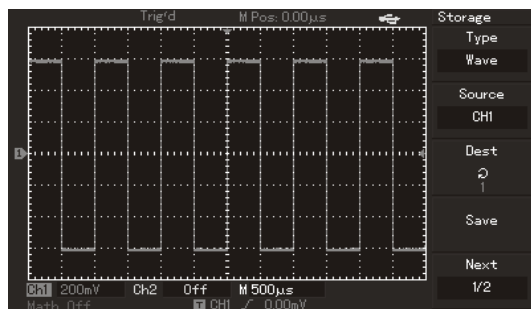 Trig'd M Pos: 0.00μs Storage
Type
Wave
Source
CH1
1
Dest
1
Save
Next
Ch1 200mV Ch2 Off M 500μs 1/2
Math Off T CH1 0.00mV